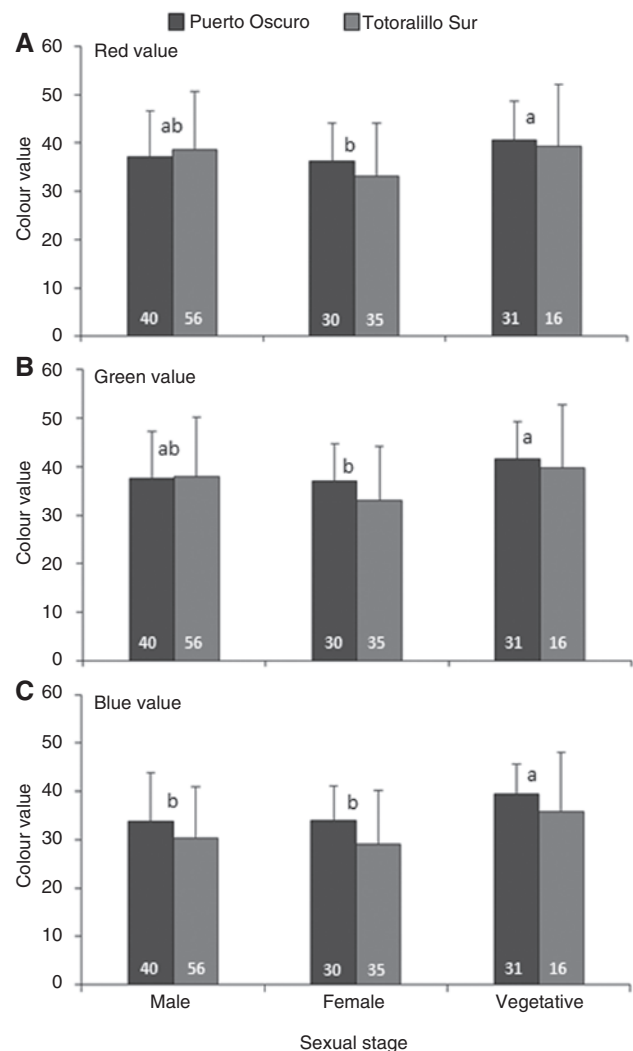 Puerto Oscuro Totoralillo Sur
A
Red value
60
50
40
30
20
10
0
Colour value
ab
b
a
40 56 30 35 31 16
B
Green value
60
50
40
30
20
10
0
Colour value
ab
b
a
40 56 30 35 31 16
C
Blue value
60
50
40
30
20
10
0
Colour value
b
b
a
40 56 30 35 31 16
Male Female Vegetative
Sexual stage